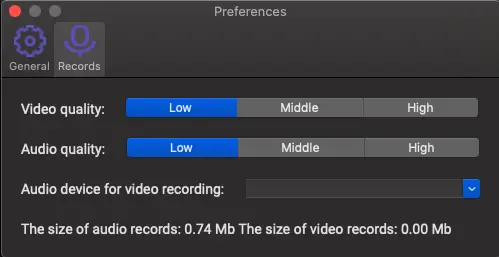 Preferences
General Records
Video quality: Low Middle High
Audio quality: Low Middle High
Audio device for video recording:
The size of audio records: 0.74 Mb The size of video records: 0.00 Mb